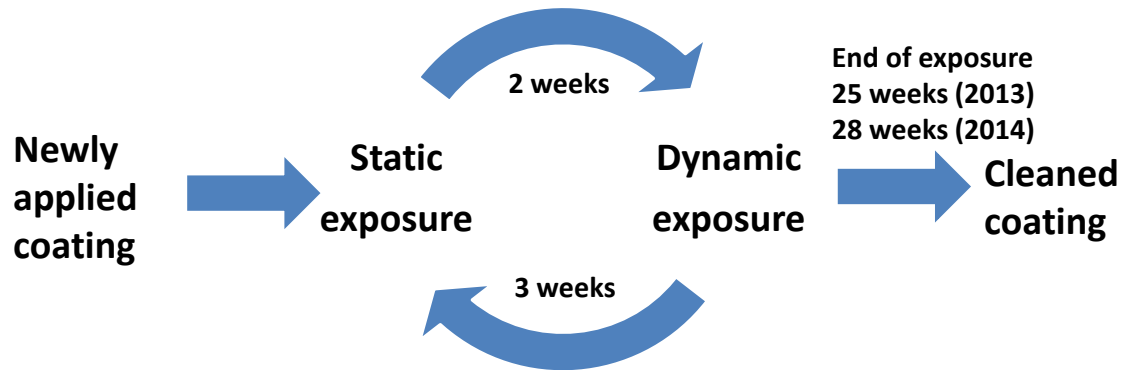 Newly
applied
coating
Static
exposure
2 weeks
3 weeks
Dynamic
exposure
End of exposure
25 weeks (2013)
28 weeks (2014)
Cleaned
coating